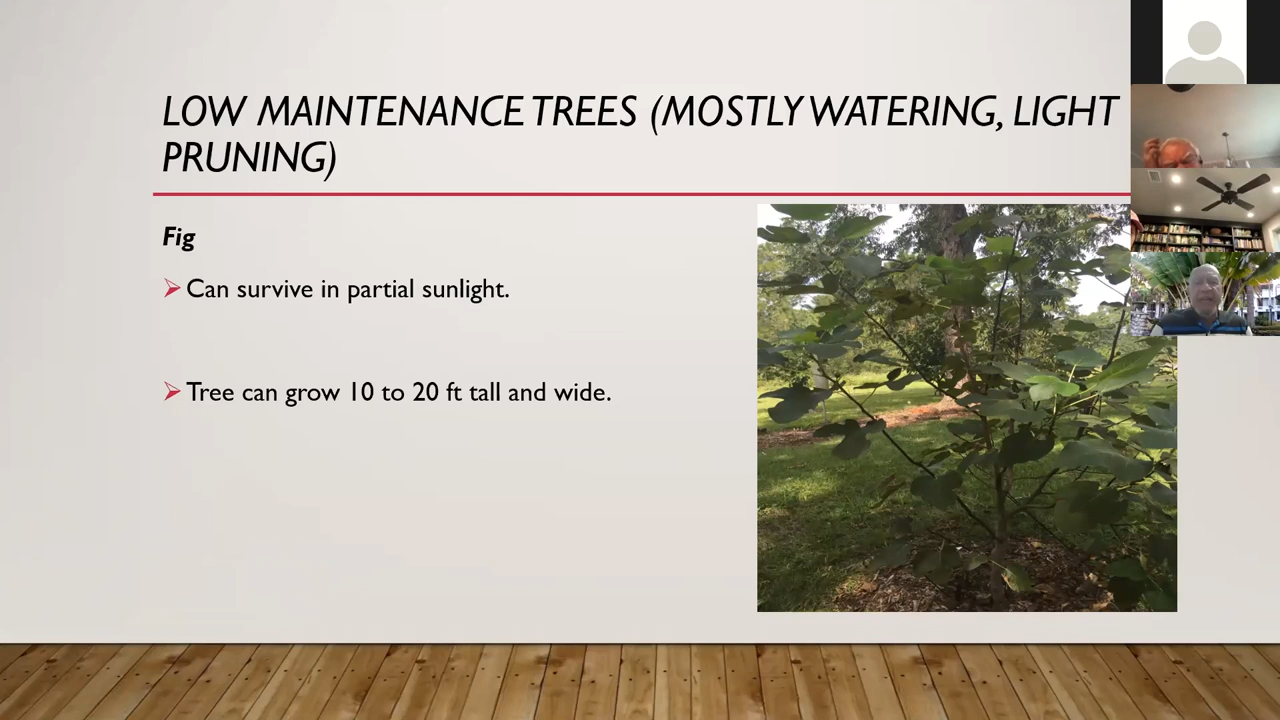 LOW MAINTENANCE TREES (MOSTLY WATERING, LIGHT
PRUNING)
Fig
Can survive in partial sunlight.
Tree can grow 10 to 20 ft tall and wide.